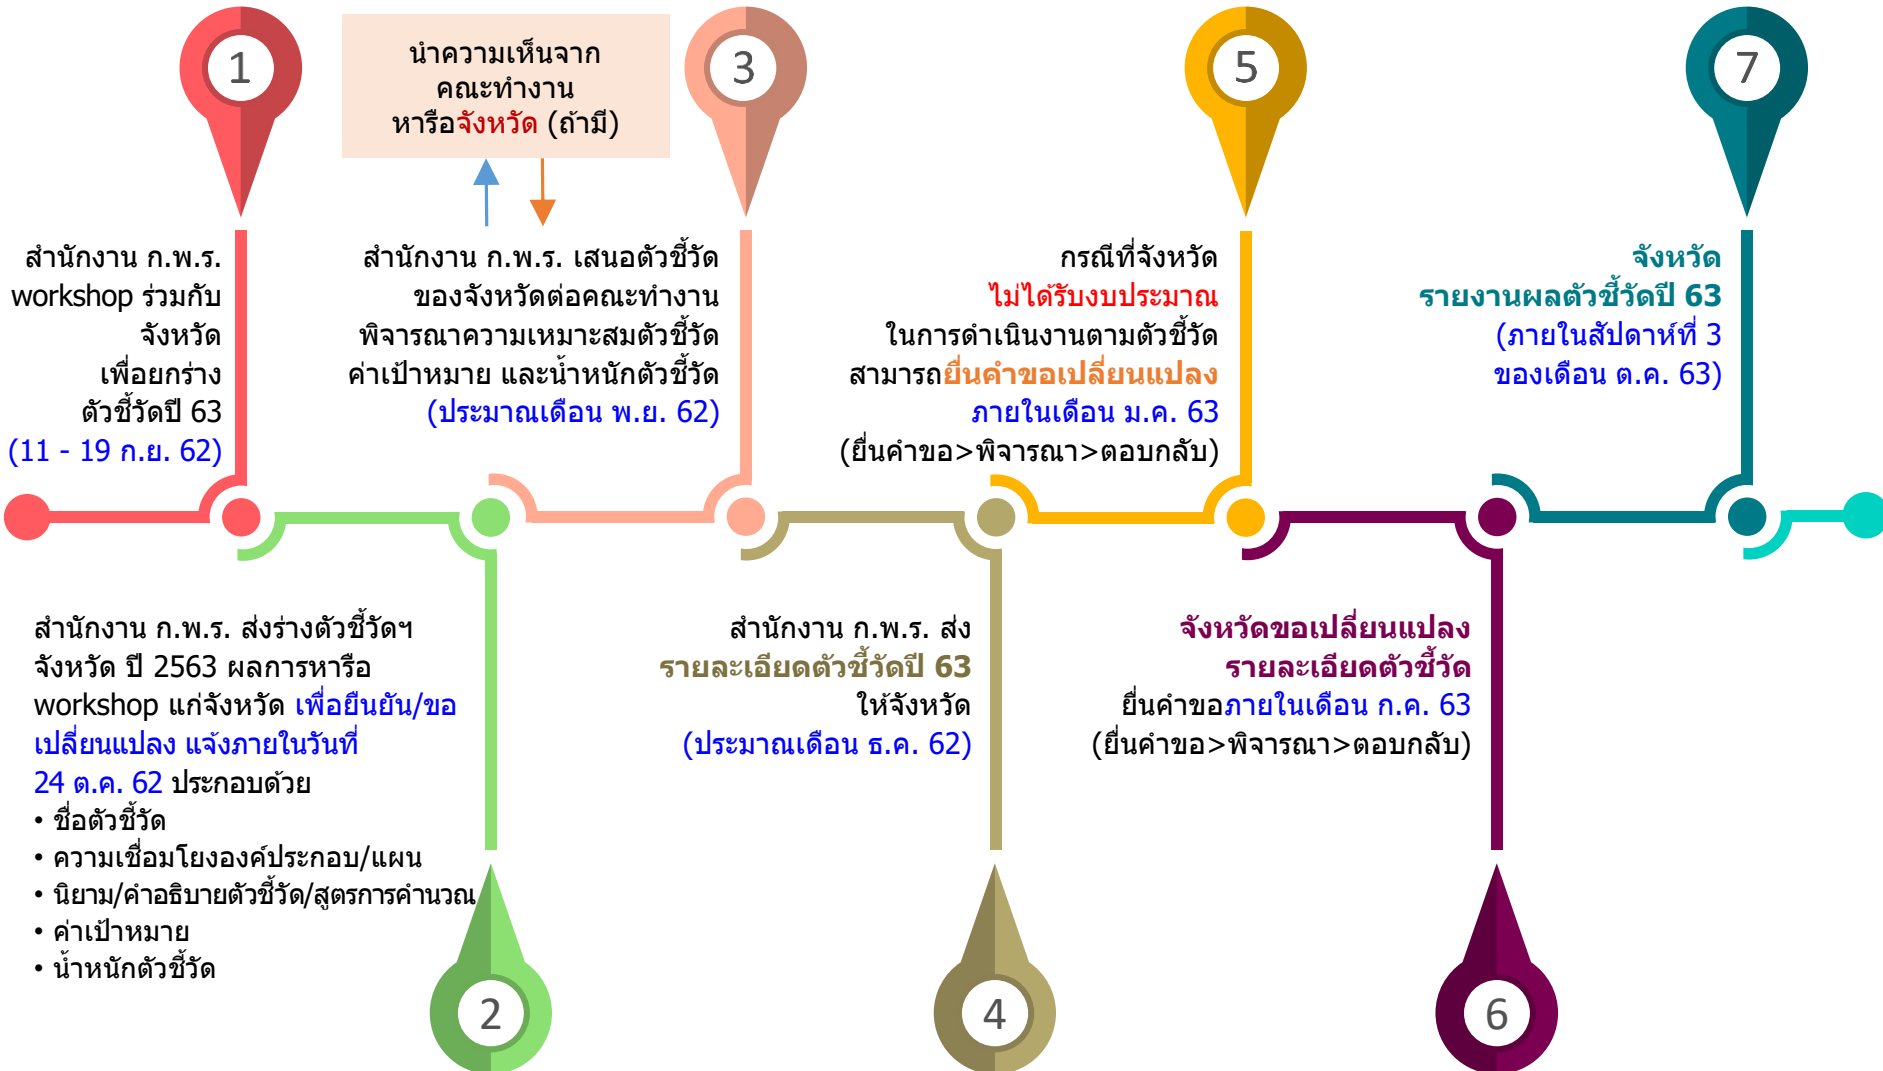 1
สำนักงาน ก.พ.ร.
workshop ร่วมกับ
จังหวัด
เพื่อยกร่าง
ตัวชี้วัดปี 63
(11 - 19 ก.ย. 62)
2
สำนักงาน ก.พ.ร. ส่งร่างตัวชี้วัดฯ
จังหวัด ปี 2563 ผลการหารือ
workshop แก่จังหวัด เพื่อยืนยัน/ขอ
เปลี่ยนแปลง แจ้งภายในวันที่
24 ต.ค. 62 ประกอบด้วย
• ชื่อตัวชี้วัด
• ความเชื่อมโยงองค์ประกอบ/แผน
• นิยาม/คำอธิบายตัวชี้วัด/สูตรการคำนวณ
• ค่าเป้าหมาย
• น้ำหนักตัวชี้วัด
นำความเห็นจาก
คณะทำงาน
หารือจังหวัด (ถ้ามี)
3
สำนักงาน ก.พ.ร. เสนอตัวชี้วัด
ของจังหวัดต่อคณะทำงาน
พิจารณาความเหมาะสมตัวชี้วัด
ค่าเป้าหมาย และน้ำหนักตัวชี้วัด
(ประมาณเดือน พ.ย. 62)
4
สำนักงาน ก.พ.ร. ส่ง
รายละเอียดตัวชี้วัดปี 63
ให้จังหวัด
(ประมาณเดือน ธ.ค. 62)
5
กรณีที่จังหวัด
ไม่ได้รับงบประมาณ
ในการดำเนินงานตามตัวชี้วัด
สามารถยื่นคำขอเปลี่ยนแปลง
ภายในเดือน ม.ค. 63
(ยื่นคำขอ>พิจารณา>ตอบกลับ)
6
จังหวัดขอเปลี่ยนแปลง
รายละเอียดตัวชี้วัด
ยื่นคำขอภายในเดือน ก.ค. 63
(ยื่นคำขอ>พิจารณา>ตอบกลับ)
7
จังหวัด
รายงานผลตัวชี้วัดปี 63
(ภายในสัปดาห์ที่ 3
ของเดือน ต.ค. 63)